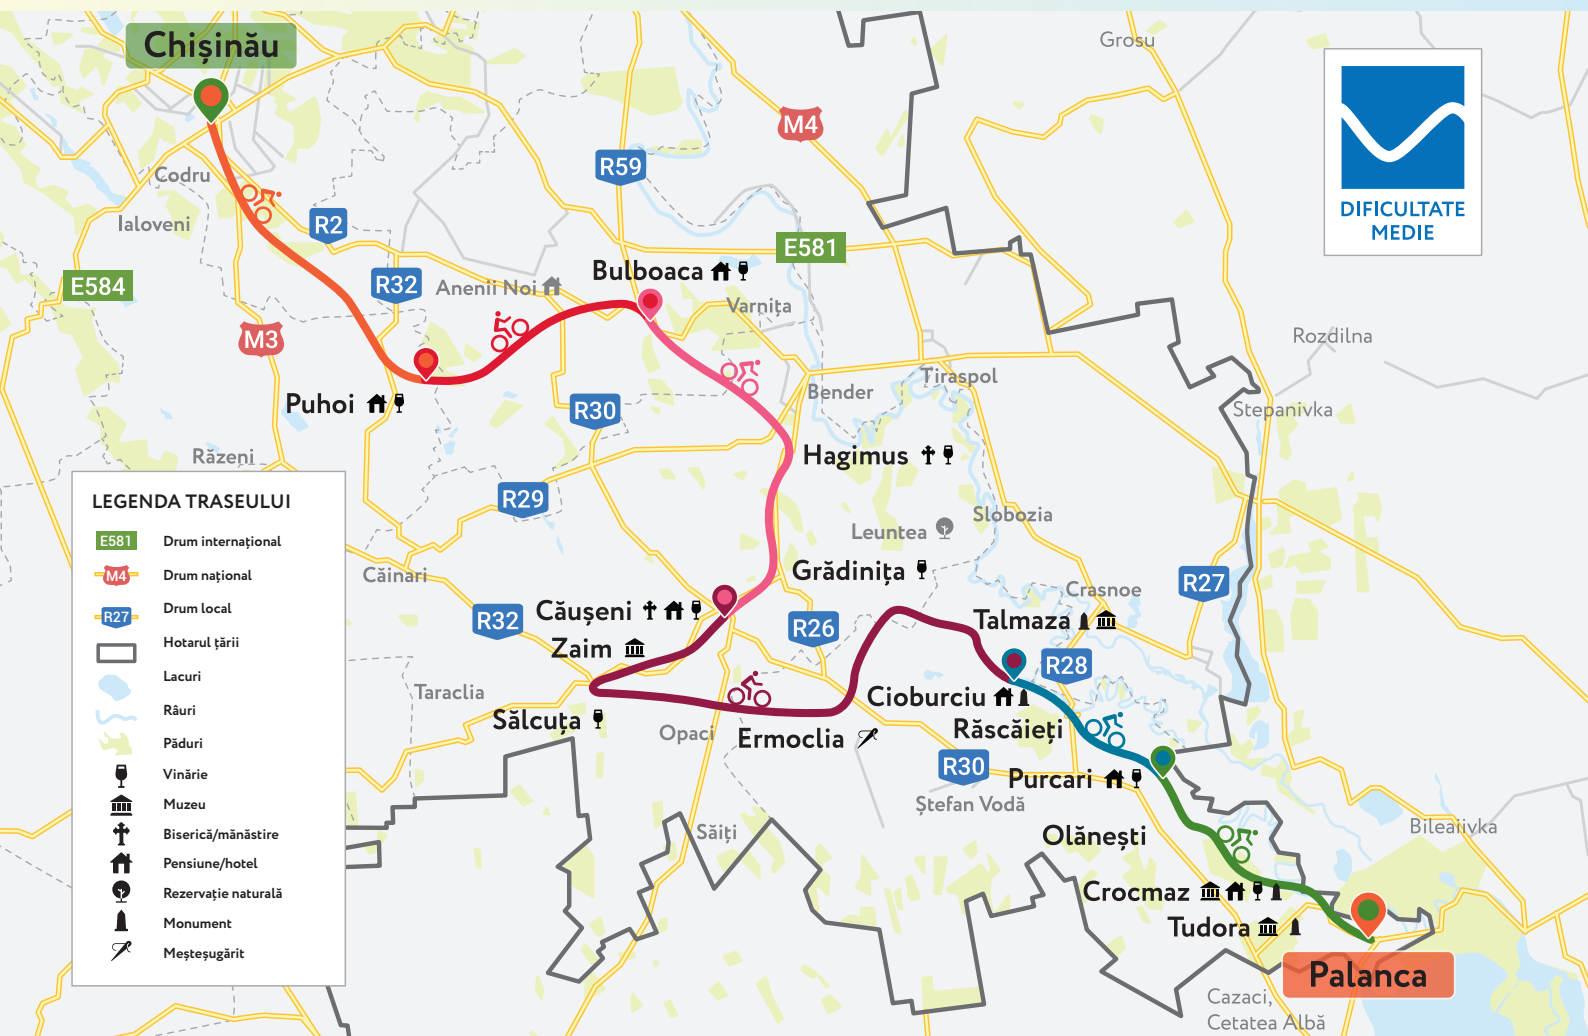 Chișinău
Grosu
M4
R59
DIFICULTATE
MEDIE
Codru
Ialoveni
R2
E581
E584
R32
Anenii Noi
Bulboaca
Varnița
M3
Rozdilna
Puhoi
Bender
Tiraspol
R30
Stepanivka
Răzeni
Hagimus
LEGENDA TRASEULUI
E581 Drum internațional
M4 Drum național
R27 Drum local
Hotarul țării
Lacuri
Râuri
Păduri
Vinărie
Muzeu
Biserică/mănăstire
Pensiune/hotel
Rezervație naturală
Monument
Meșteșugărit
R29
Leuntea
Slobozia
Căinari
Grădinița
R27
Crasnoe
R32
Căușeni
R26
Talmaza
Zaim
R28
Taraclia
Cioburciu
Sălcuța
Opaci
Ermoclia
Răscăieți
R30
Purcari
Ștefan Vodă
Săiți
Olănești
Bileaiivka
Crocmaz
Tudora
Palanca
Cazaci,
Cetatea Albă